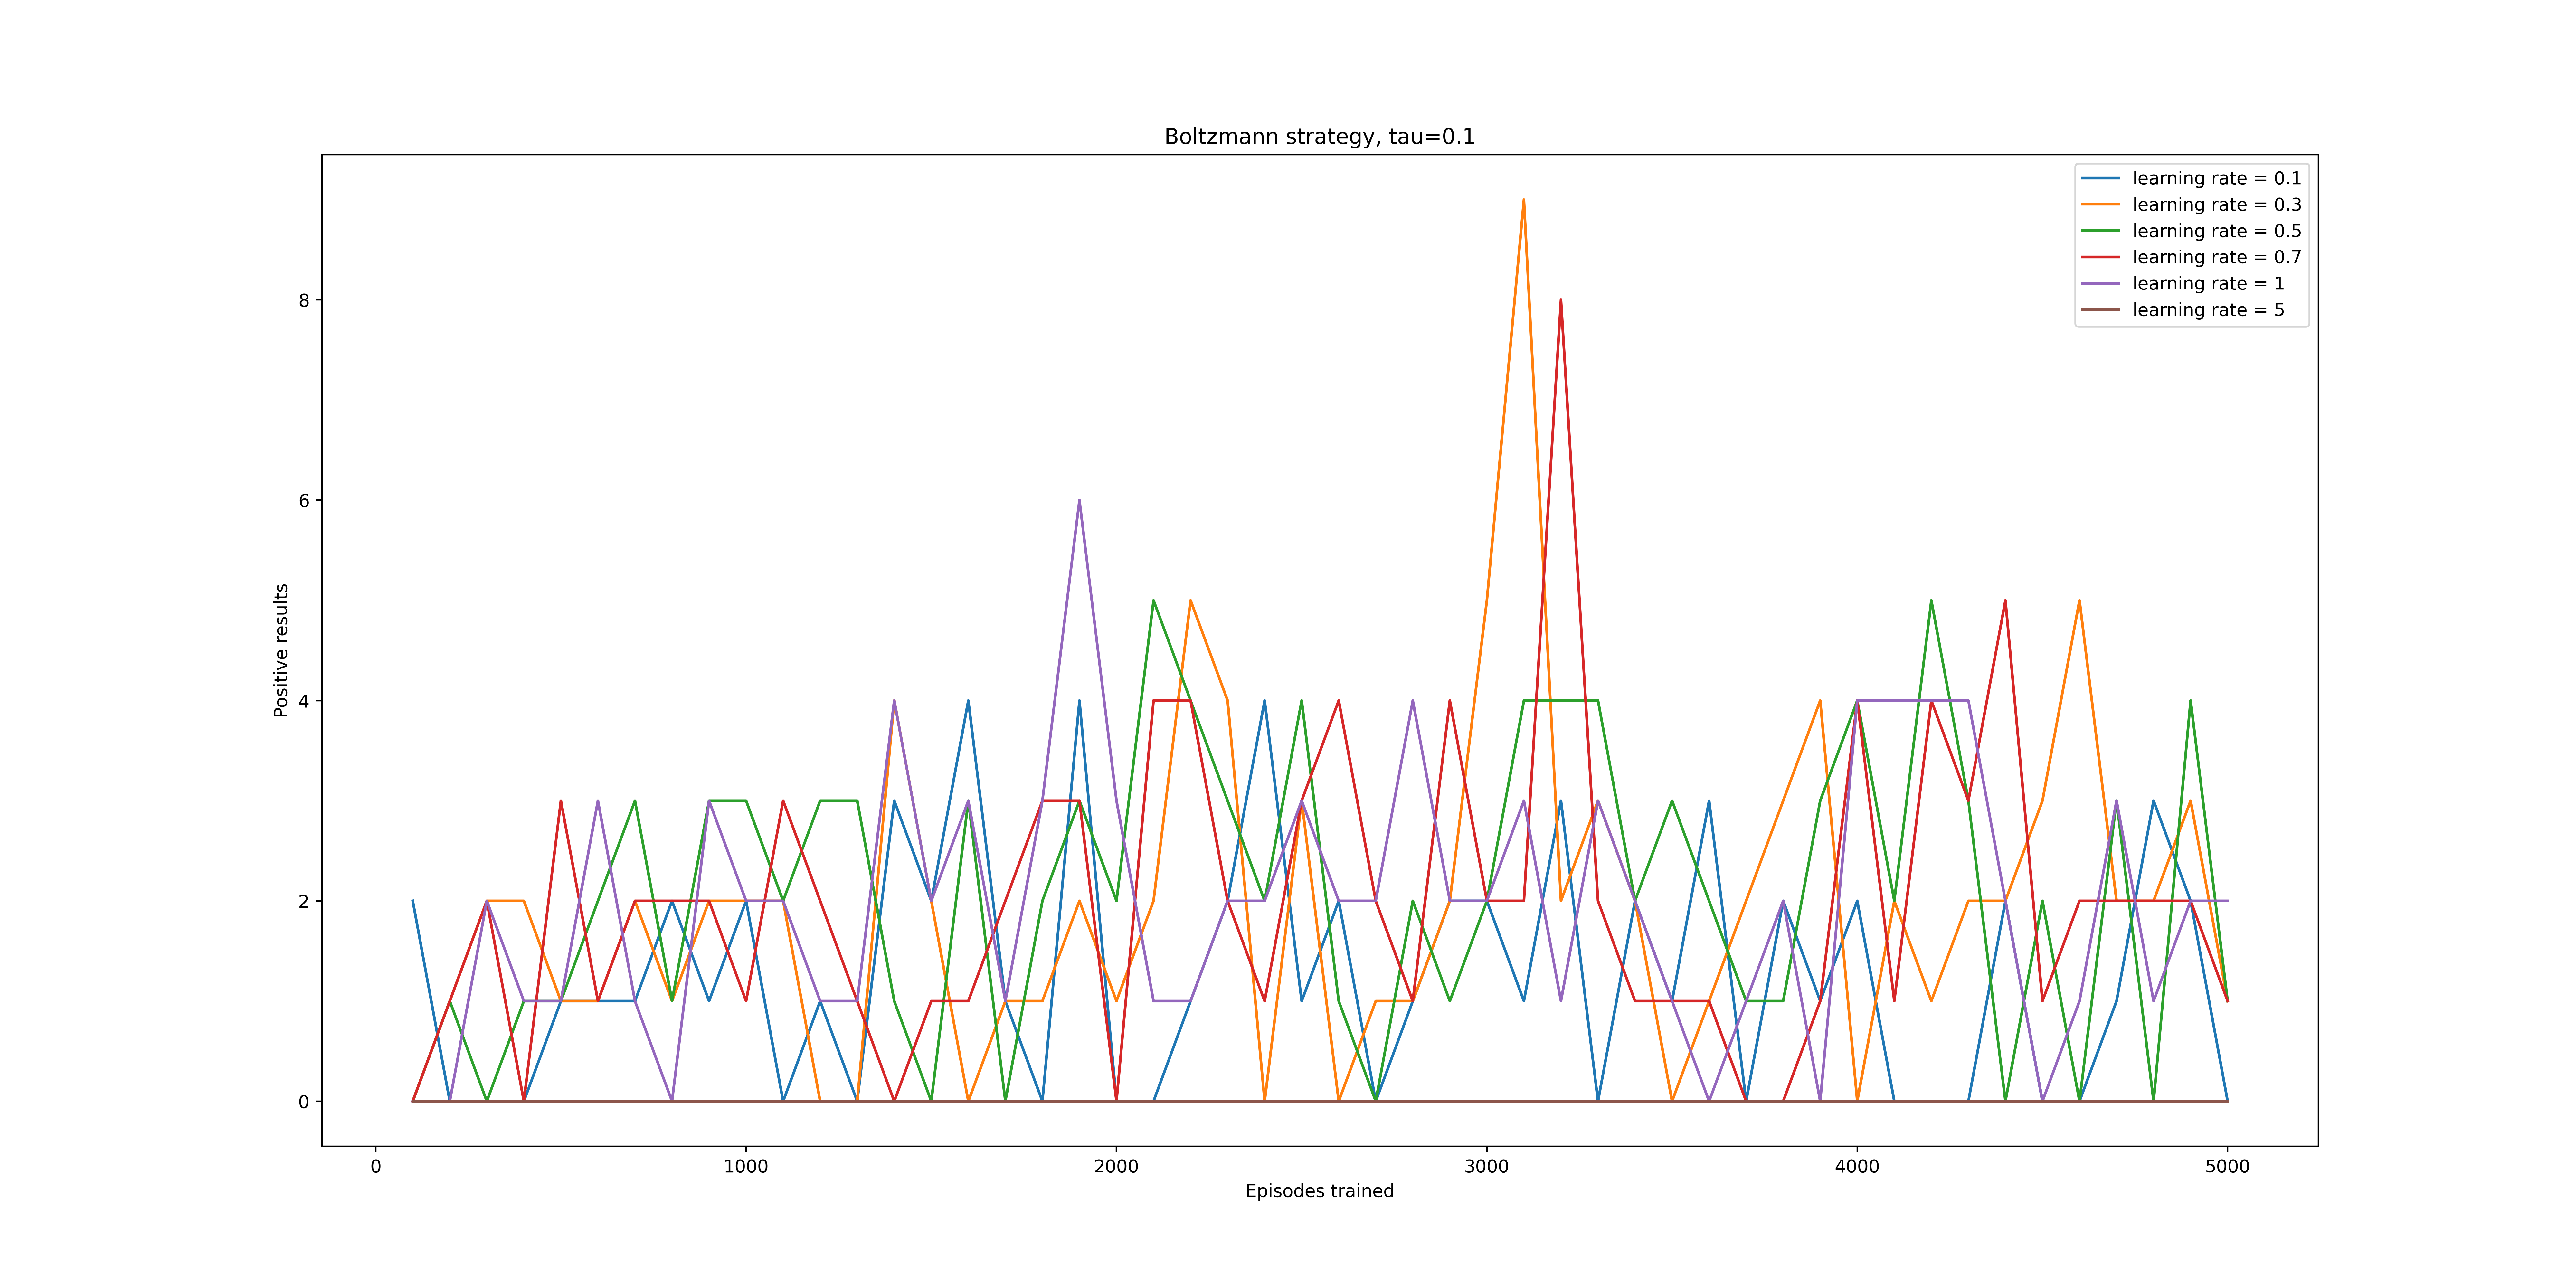 Boltzmann strategy, tau=0.1
learning rate = 0.1
learning rate = 0.3
learning rate = 0.5
learning rate = 0.7
learning rate = 1
learning rate = 5
8
6
4
2
0
Positive results
0 1000 2000 3000 4000 5000
Episodes trained